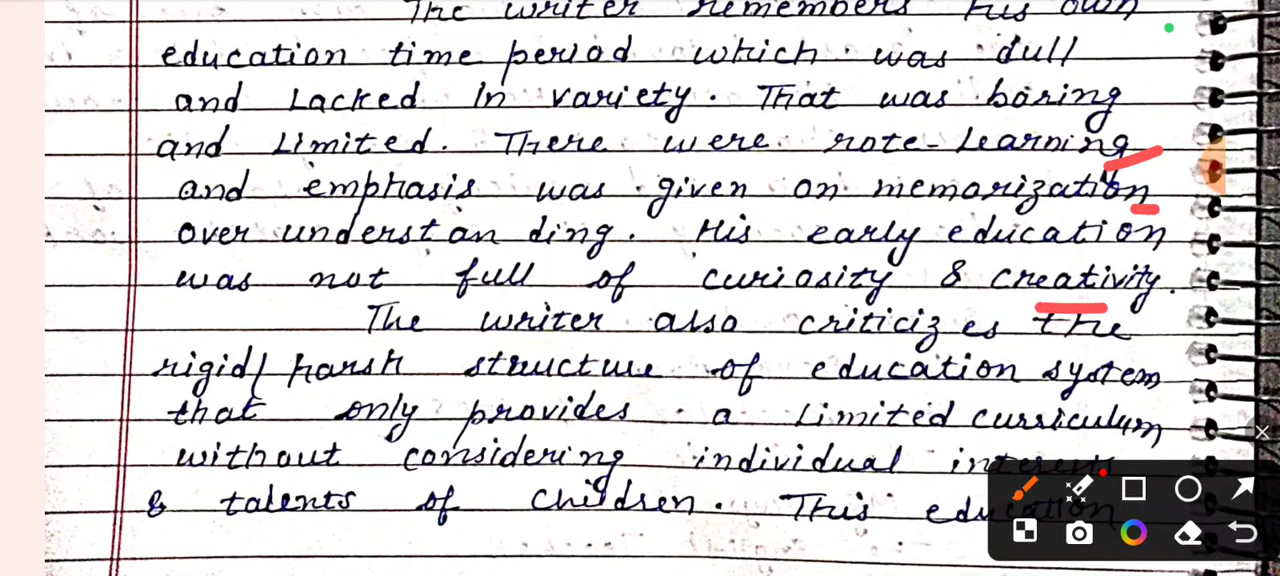 The writer remembers his own
education time period which was dull
and Lacked in variety. That was boring
and Limited. There were rote-Learning
and emphasis was given on memorization
over understanding. His early education
was not full of curiosity & creativity.
The writer also criticizes the
rigid/harsh structure of education system
that only provides a Limited curriculum
without considering individual interests
& talents of children. This education